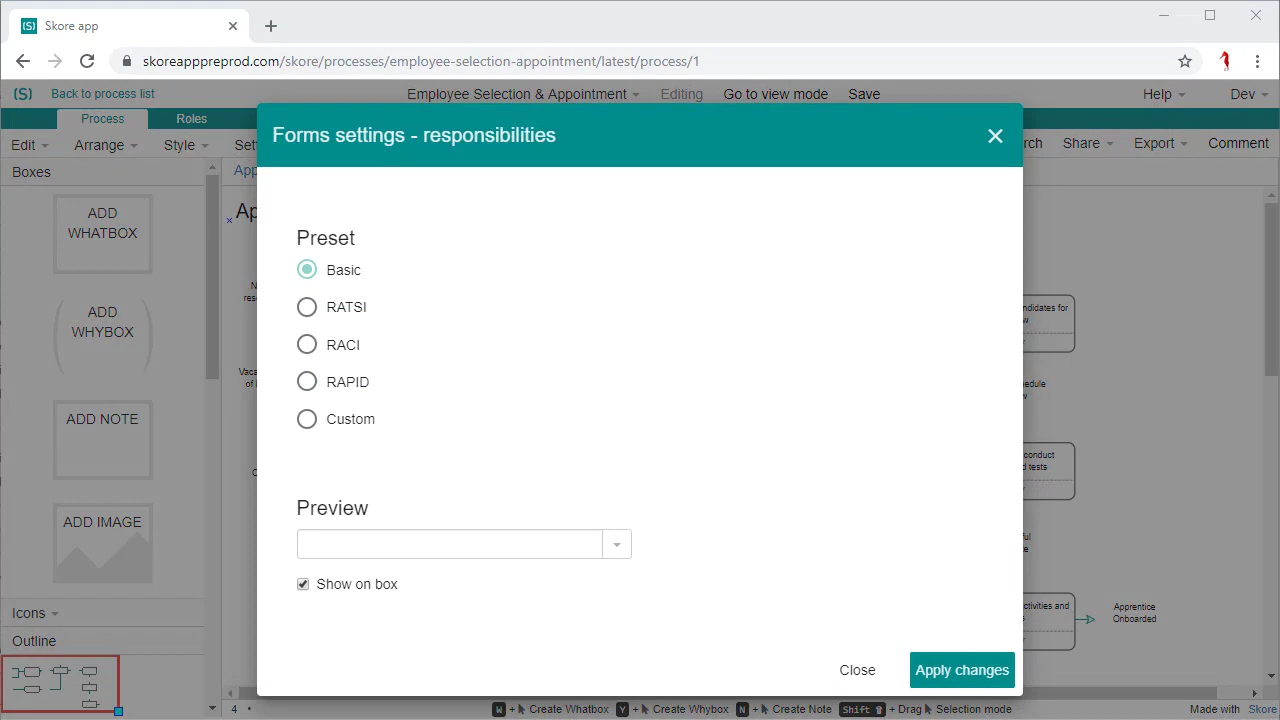 Skore app
skoreapppreprod.com/skore/processes/employee-selection-appointment/latest/process/1
(S) Back to process list Employee Selection & Appointment Editing Go to view mode Save Help Dev
Process Roles
Edit Arrange Style Share Export Comment
Boxes
ADD
WHATBOX
ADD
WHYBOX
ADD NOTE
ADD IMAGE
Icons
Outline
Forms settings - responsibilities
Preset
Basic
RATSI
RACI
RAPID
Custom
Preview
Show on box
Close Apply changes
Apprentice
Onboarded
4
W + Create Whatbox Y + Create Whybox N + Create Note Shift + Drag Selection mode Made with Skore